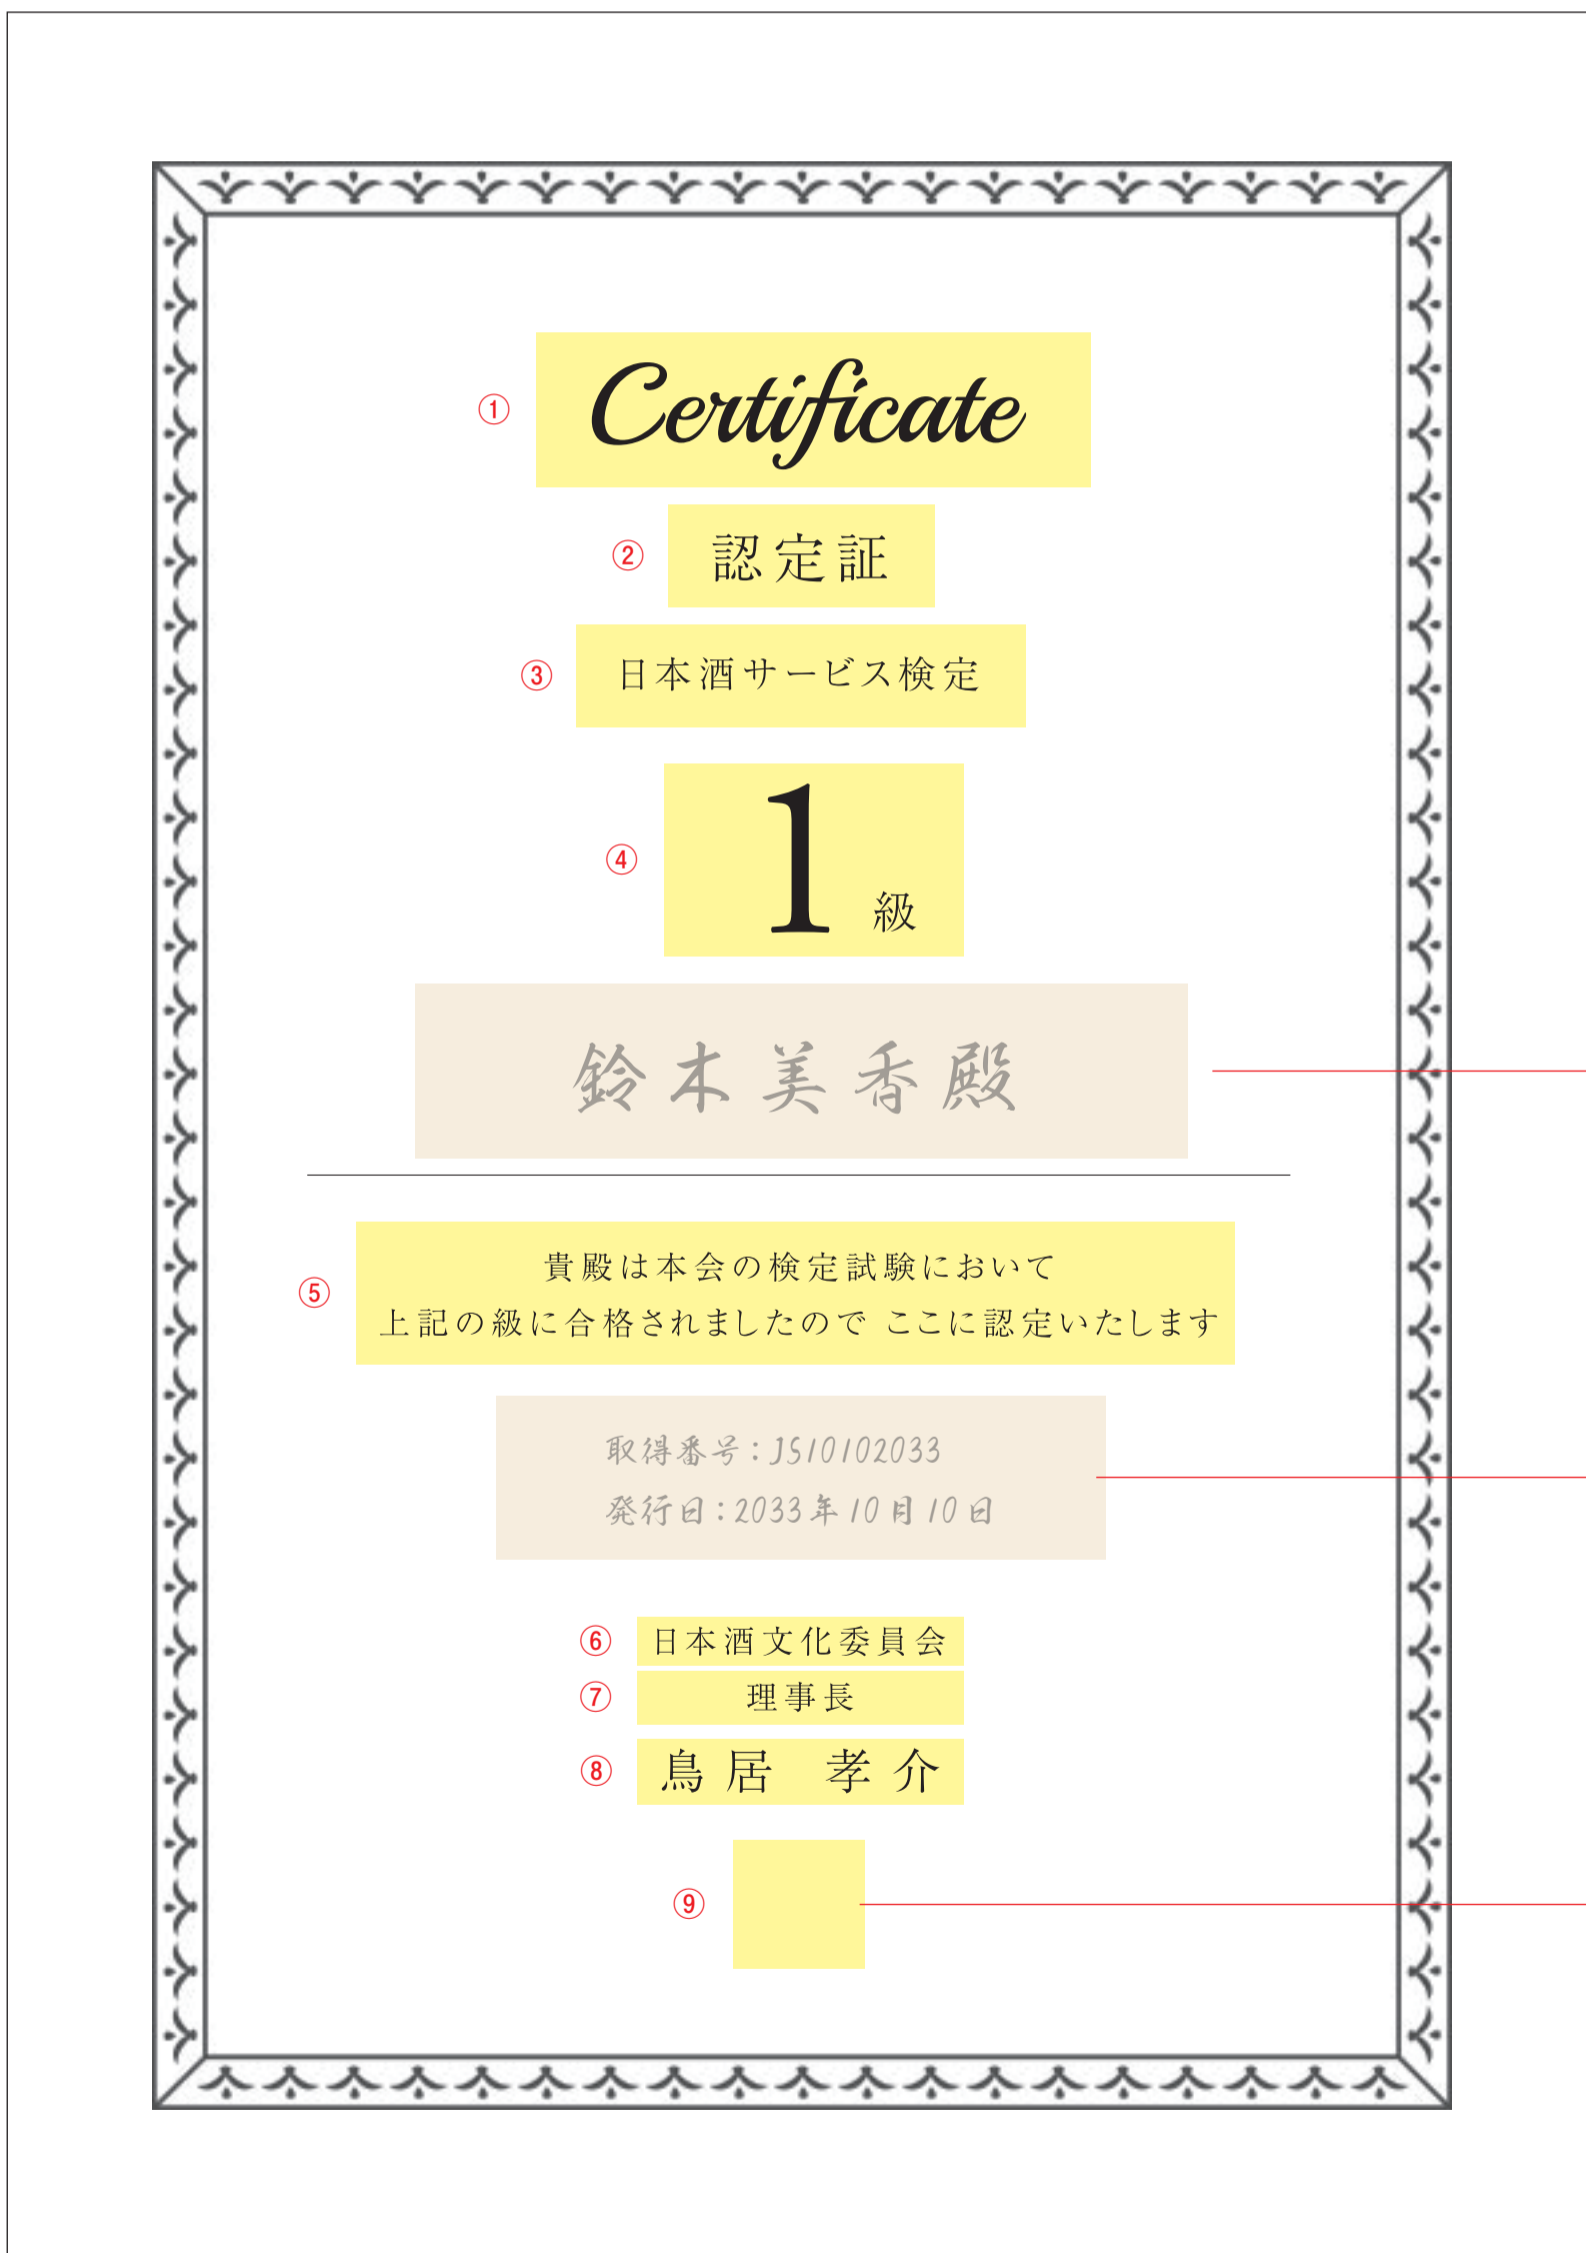 ① Certificate
② 認定証
③ 日本酒サービス検定
④ 1級
鈴木美香殿
⑤ 貴殿は本会の検定試験において
上記の級に合格されましたので ここに認定いたします
取得番号：JS10102033
発行日：2033年10月10日
⑥ 日本酒文化委員会
⑦ 理事長
⑧ 鳥居 孝介
⑨